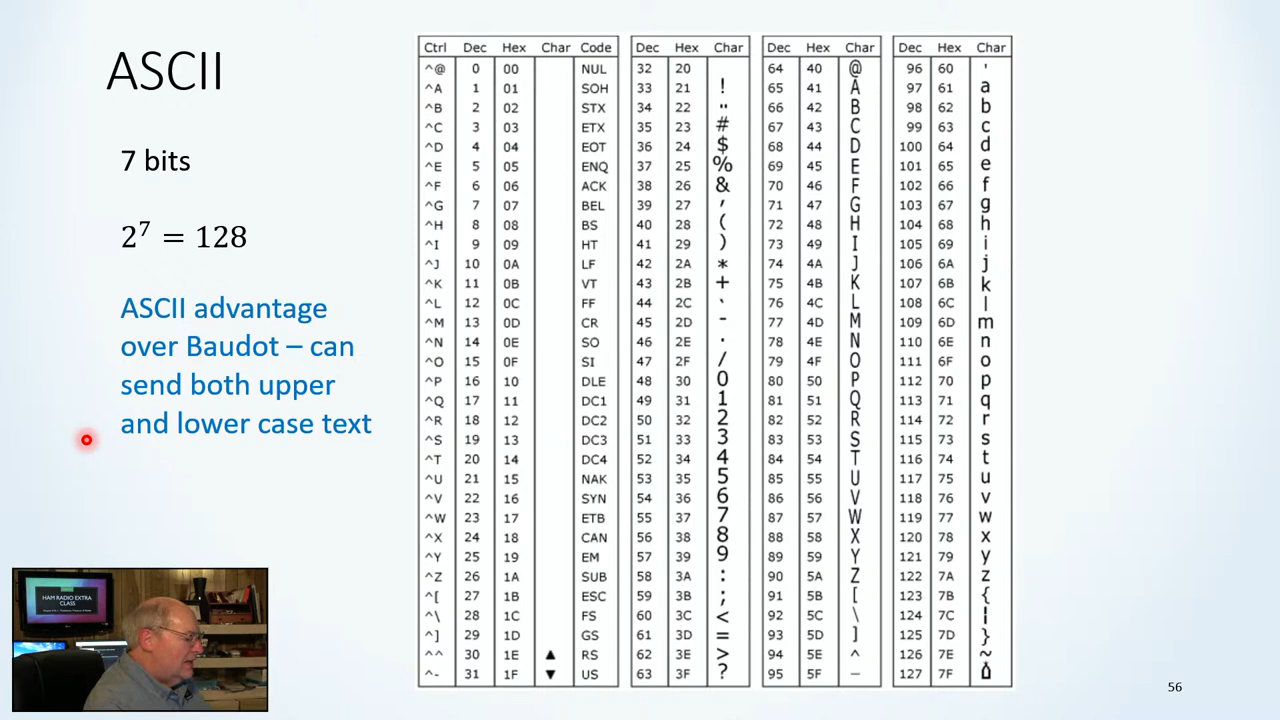 ASCII
7 bits
2⁷ = 128
ASCII advantage
over Baudot – can
send both upper
and lower case text
Ctrl Dec Hex Char Code
^@ 0 00 NUL
^A 1 01 SOH
^B 2 02 STX
^C 3 03 ETX
^D 4 04 EOT
^E 5 05 ENQ
^F 6 06 ACK
^G 7 07 BEL
^H 8 08 BS
^I 9 09 HT
^J 10 0A LF
^K 11 0B VT
^L 12 0C FF
^M 13 0D CR
^N 14 0E SO
^O 15 0F SI
^P 16 10 DLE
^Q 17 11 DC1
^R 18 12 DC2
^S 19 13 DC3
^T 20 14 DC4
^U 21 15 NAK
^V 22 16 SYN
^W 23 17 ETB
^X 24 18 CAN
^Y 25 19 EM
^Z 26 1A SUB
^[ 27 1B ESC
^\ 28 1C FS
^] 29 1D GS
^^ 30 1E ▲ RS
^- 31 1F ▼ US
Dec Hex Char
32 20
33 21 !
34 22 "
35 23 #
36 24 $
37 25 %
38 26 &
39 27 ′
40 28 (
41 29 )
42 2A *
43 2B +
44 2C ‵
45 2D -
46 2E ·
47 2F /
48 30 0
49 31 1
50 32 2
51 33 3
52 34 4
53 35 5
54 36 6
55 37 7
56 38 8
57 39 9
58 3A :
59 3B ;
60 3C <
61 3D =
62 3E >
63 3F ?
Dec Hex Char
64 40 @
65 41 A
66 42 B
67 43 C
68 44 D
69 45 E
70 46 F
71 47 G
72 48 H
73 49 I
74 4A J
75 4B K
76 4C L
77 4D M
78 4E N
79 4F O
80 50 P
81 51 Q
82 52 R
83 53 S
84 54 T
85 55 U
86 56 V
87 57 W
88 58 X
89 59 Y
90 5A Z
91 5B [
92 5C \
93 5D ]
94 5E ^
95 5F –
Dec Hex Char
96 60 '
97 61 a
98 62 b
99 63 c
100 64 d
101 65 e
102 66 f
103 67 g
104 68 h
105 69 i
106 6A j
107 6B k
108 6C l
109 6D m
110 6E n
111 6F o
112 70 p
113 71 q
114 72 r
115 73 s
116 74 t
117 75 u
118 76 v
119 77 w
120 78 x
121 79 y
122 7A z
123 7B {
124 7C ¦
125 7D }
126 7E ~
127 7F ⌂
HAM RADIO EXTRA
CLASS
56